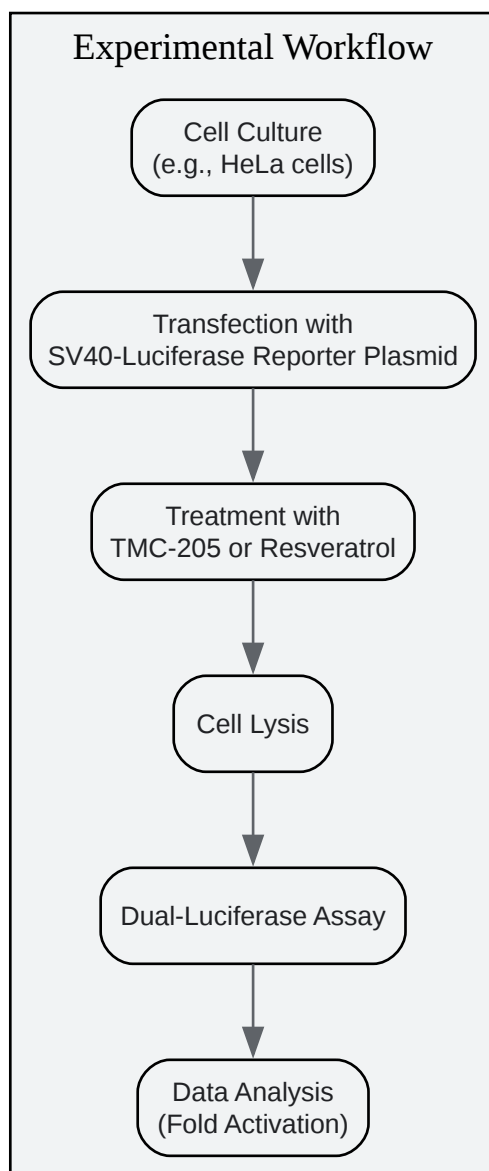 Experimental Workflow
Cell Culture
(e.g., HeLa cells)
Transfection with
SV40-Luciferase Reporter Plasmid
Treatment with
TMC-205 or Resveratrol
Cell Lysis
Dual-Luciferase Assay
Data Analysis
(Fold Activation)